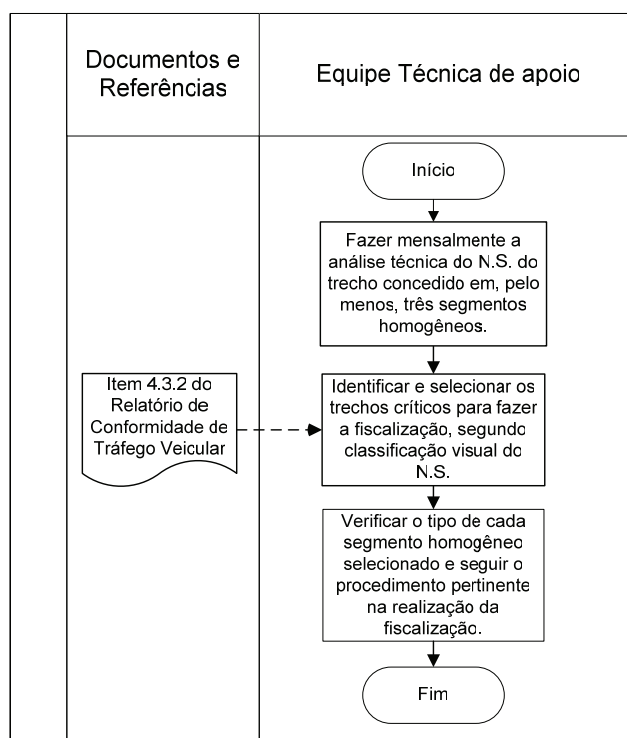 Documentos e
Referências
Equipe Técnica de apoio
Início
Fazer mensalmente a
análise técnica do N.S. do
trecho concedido em, pelo
menos, três segmentos
homogêneos.
Item 4.3.2 do
Relatório de
Conformidade de
Tráfego Veicular
Identificar e selecionar os
trechos críticos para fazer
a fiscalização, segundo
classificação visual do
N.S.
Verificar o tipo de cada
segmento homogêneo
selecionado e seguir o
procedimento pertinente
na realização da
fiscalização.
Fim